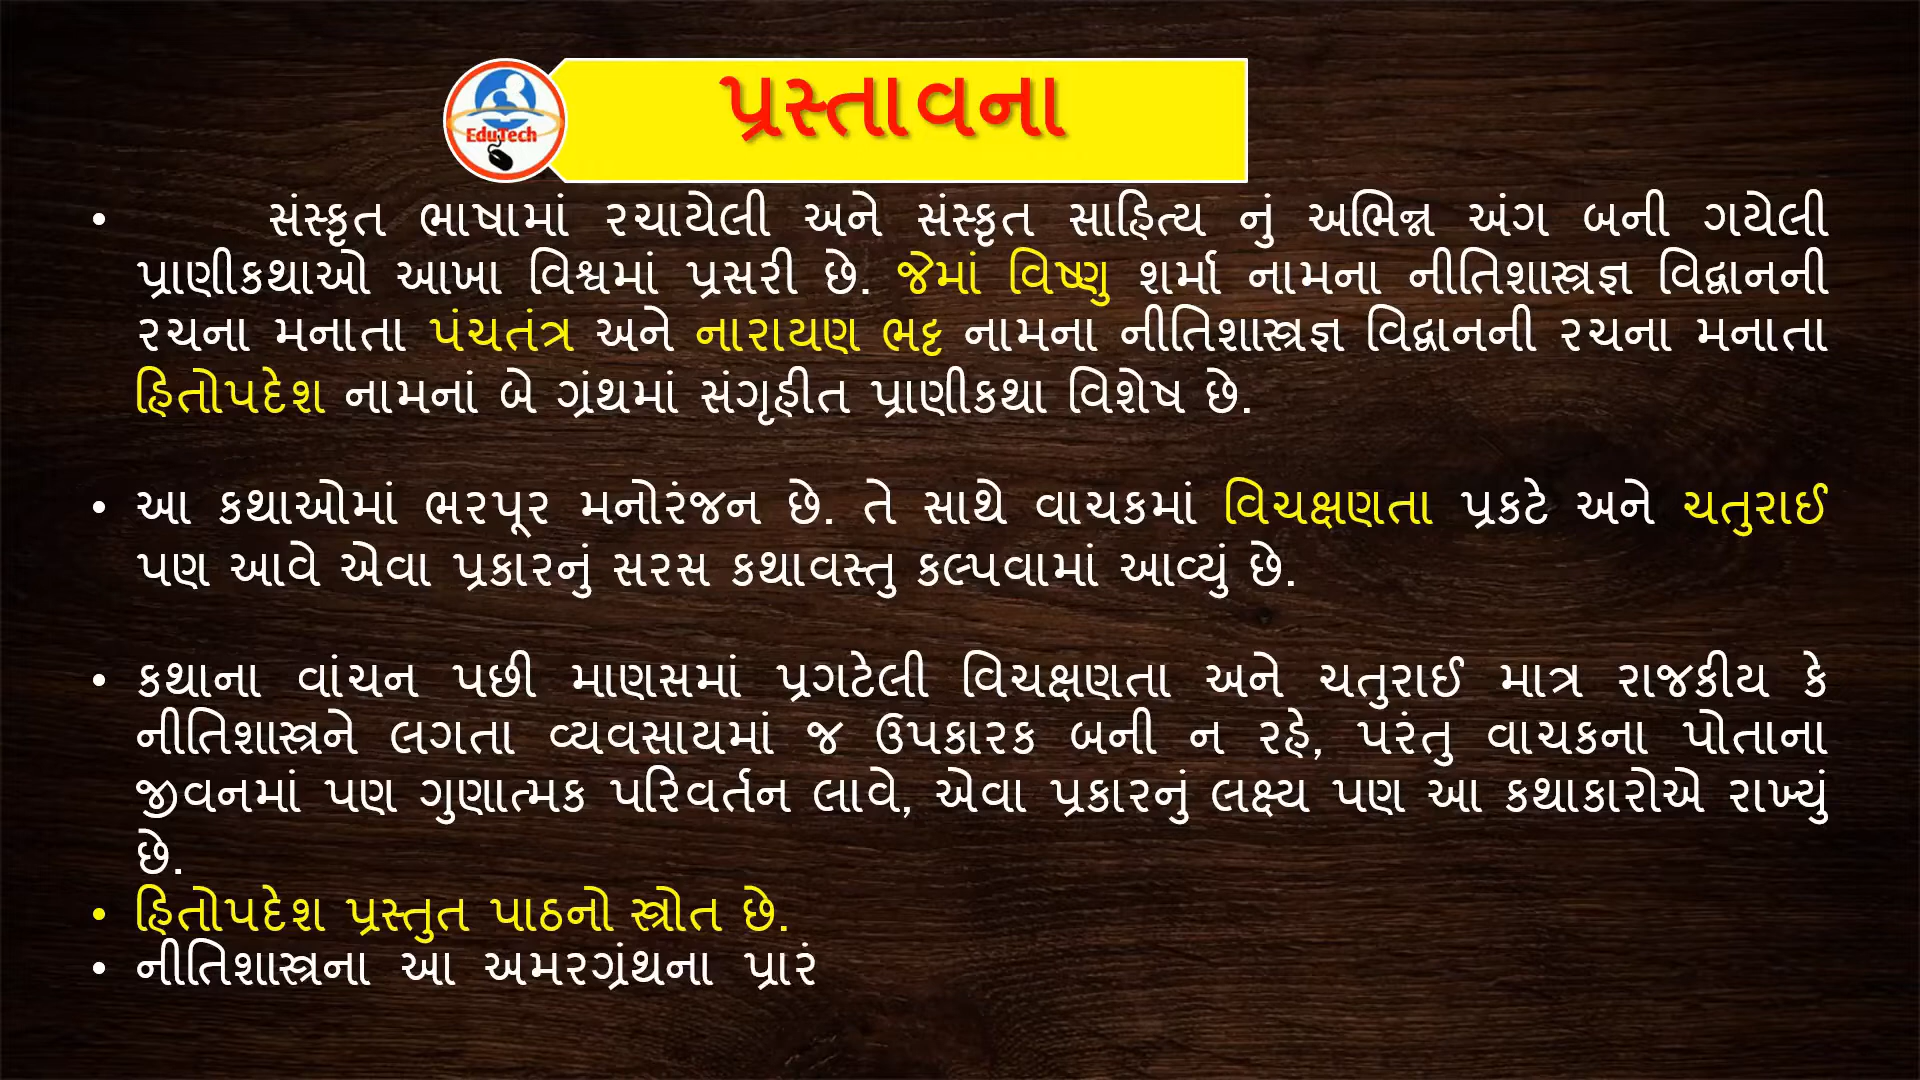 EduTech
પ્રસ્તાવના
• સંસ્કૃત ભાષામાં રચાયેલી અને સંસ્કૃત સાહિત્ય નું અભિન્ન અંગ બની ગયેલી
પ્રાણીકથાઓ આખા વિશ્વમાં પ્રસરી છે. જેમાં વિષ્ણુ શર્મા નામના નીતિશાસ્ત્રજ્ઞ વિદ્વાનની
રચના મનાતા પંચતંત્ર અને નારાયણ ભટ્ટ નામના નીતિશાસ્ત્રજ્ઞ વિદ્વાનની રચના મનાતા
હિતોપદેશ નામનાં બે ગ્રંથમાં સંગૃહીત પ્રાણીકથા વિશેષ છે.
• આ કથાઓમાં ભરપૂર મનોરંજન છે. તે સાથે વાચકમાં વિચક્ષણતા પ્રકટે અને ચતુરાઈ
પણ આવે એવા પ્રકારનું સરસ કથાવસ્તુ કલ્પવામાં આવ્યું છે.
• કથાના વાંચન પછી માણસમાં પ્રગટેલી વિચક્ષણતા અને ચતુરાઈ માત્ર રાજકીય કે
નીતિશાસ્ત્રને લગતા વ્યવસાયમાં જ ઉપકારક બની ન રહે, પરંતુ વાચકના પોતાના
જીવનમાં પણ ગુણાત્મક પરિવર્તન લાવે, એવા પ્રકારનું લક્ષ્ય પણ આ કથાકારોએ રાખ્યું
છે.
• હિતોપદેશ પ્રસ્તુત પાઠનો સ્ત્રોત છે.
• નીતિશાસ્ત્રના આ અમરગ્રંથના પ્રારં